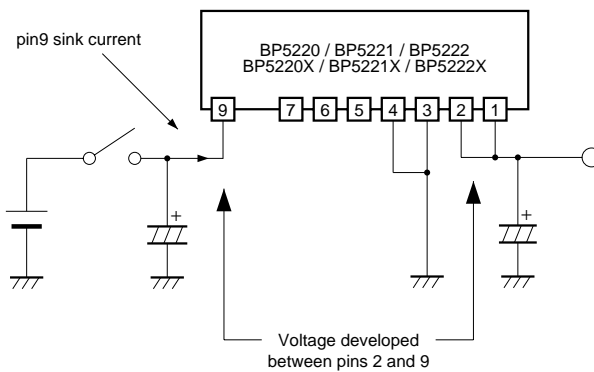 pin9 sink current
BP5220 / BP5221 / BP5222
BP5220X / BP5221X / BP5222X
9 7 6 5 4 3 2 1
+ +
Voltage developed
between pins 2 and 9